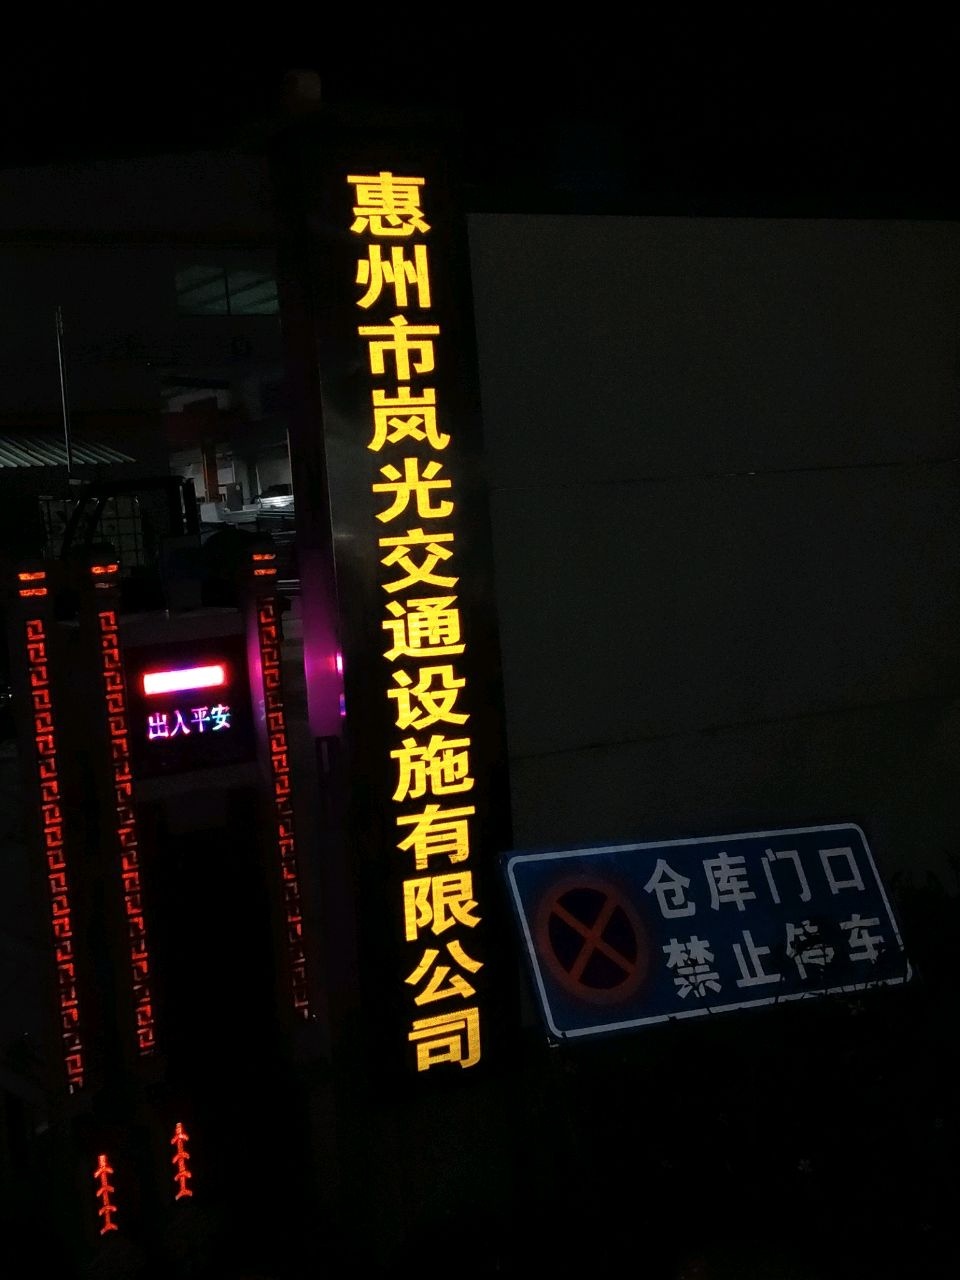 惠州市岚光交通设施有限公司
出入平安
仓库门口
禁止停车